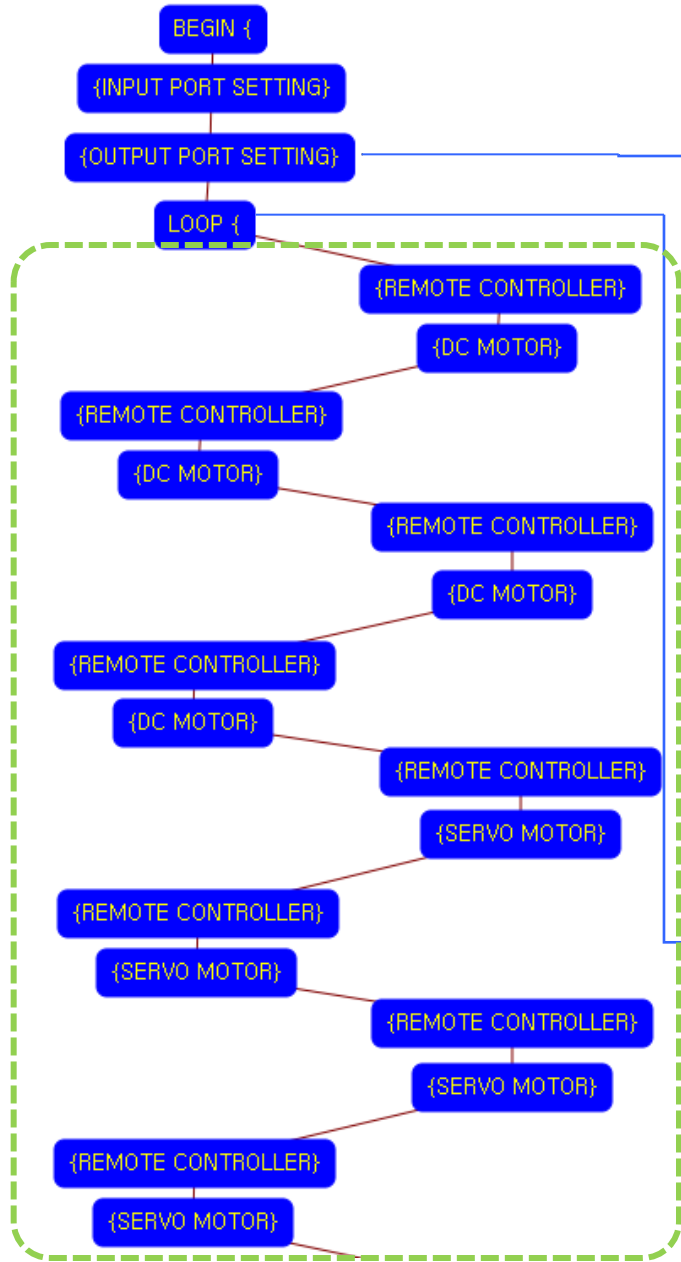 BEGIN {
{INPUT PORT SETTING}
{OUTPUT PORT SETTING}
LOOP {
{REMOTE CONTROLLER}
{DC MOTOR}
{REMOTE CONTROLLER}
{DC MOTOR}
{REMOTE CONTROLLER}
{DC MOTOR}
{REMOTE CONTROLLER}
{DC MOTOR}
{REMOTE CONTROLLER}
{SERVO MOTOR}
{REMOTE CONTROLLER}
{SERVO MOTOR}
{REMOTE CONTROLLER}
{SERVO MOTOR}
{REMOTE CONTROLLER}
{SERVO MOTOR}